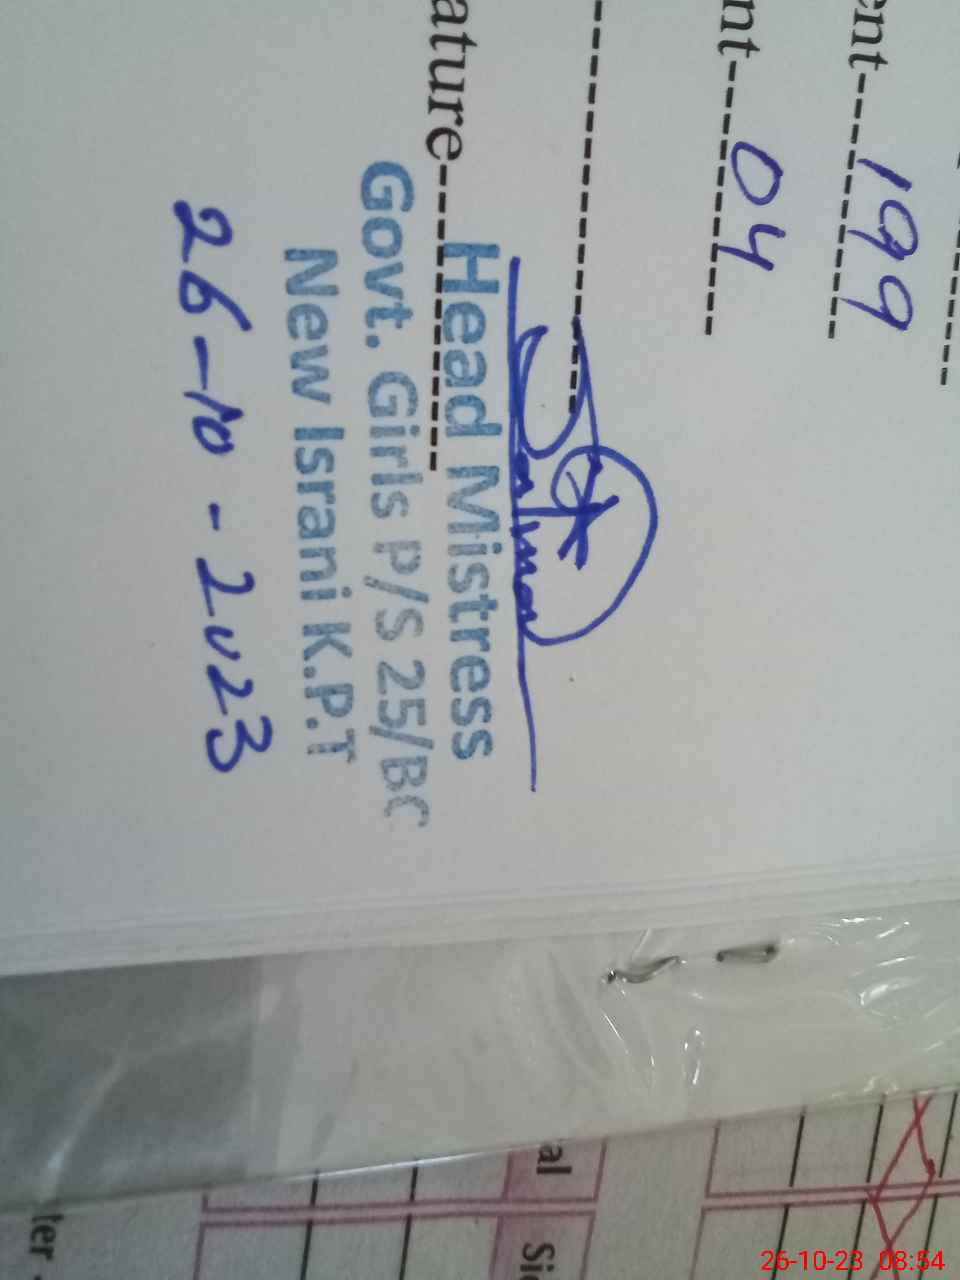 ent---199
nt----04
ature--------------
Head Mistress
Govt. Girls P/S 25/BC
New Israni K.P.T
26-10-2023
al
Sig
ter
26-10-23 08:54